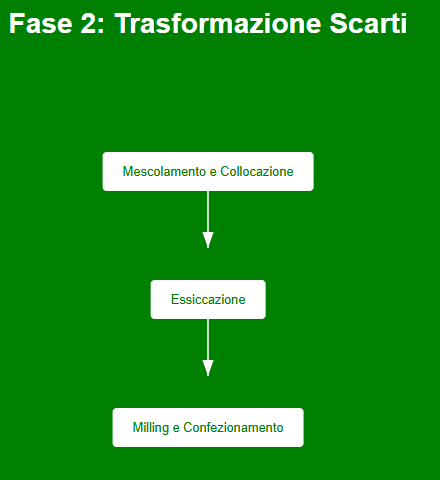 Fase 2: Trasformazione Scarti
Mescolamento e Collocazione
Essiccazione
Milling e Confezionamento